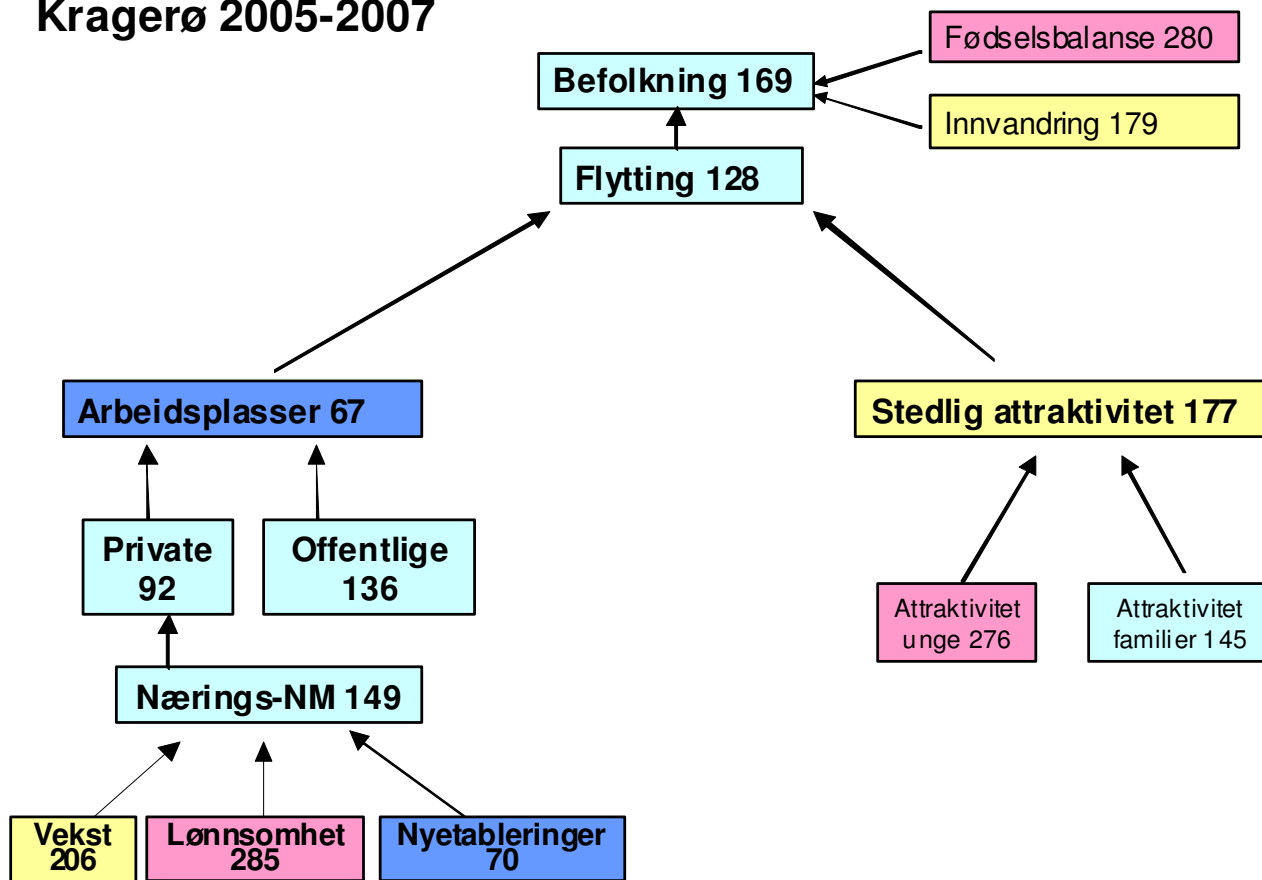 Kragerø 2005-2007
Fødselsbalanse 280
Befolkning 169
Innvandring 179
Flytting 128
Arbeidsplasser 67
Stedlig attraktivitet 177
Private
92
Offentlige
136
Attraktivitet
unge 276
Attraktivitet
familier 145
Nærings-NM 149
Vekst
206
Lønnsomhet
285
Nyetableringer
70